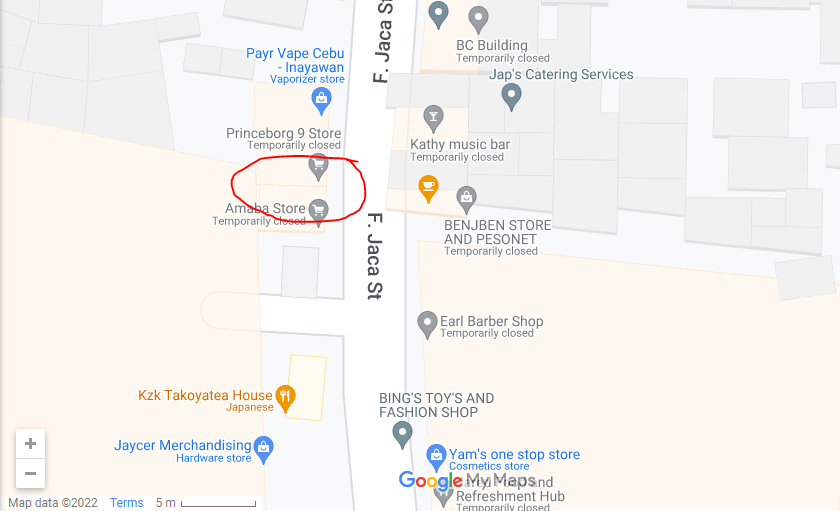 F. Jaca St
BC Building
Temporarily closed
Payr Vape Cebu
- Inayawan
Vaporizer store
Jap's Catering Services
Princeborg 9 Store
Temporarily closed
Kathy music bar
Temporarily closed
Amaba Store
Temporarily closed
F. Jaca St
BENJBEN STORE
AND PESONET
Temporarily closed
Earl Barber Shop
Temporarily closed
Kzk Takoyatea House
Japanese
BING'S TOY'S AND
FASHION SHOP
Jaycer Merchandising
Hardware store
Yam's one stop store
Cosmetics store
Google My Maps
and
Refreshment Hub
Temporarily closed
+
−
Map data ©2022 Terms 5 m